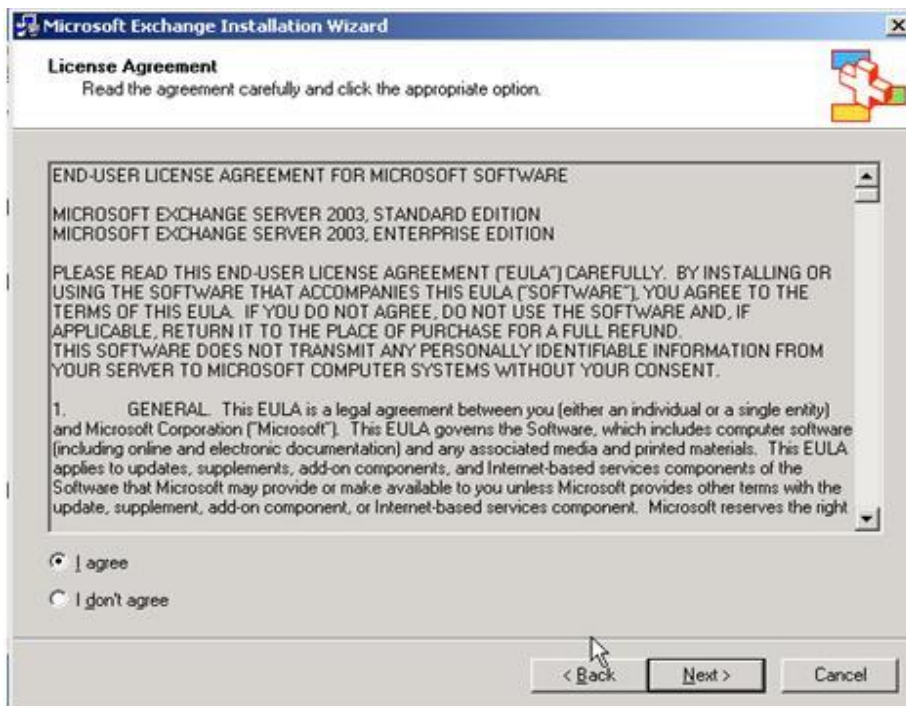 Microsoft Exchange Installation Wizard
License Agreement
Read the agreement carefully and click the appropriate option.
END-USER LICENSE AGREEMENT FOR MICROSOFT SOFTWARE
MICROSOFT EXCHANGE SERVER 2003, STANDARD EDITION
MICROSOFT EXCHANGE SERVER 2003, ENTERPRISE EDITION
PLEASE READ THIS END-USER LICENSE AGREEMENT ("EULA") CAREFULLY.  BY INSTALLING OR
USING THE SOFTWARE THAT ACCOMPANIES THIS EULA ("SOFTWARE"), YOU AGREE TO THE
TERMS OF THIS EULA.  IF YOU DO NOT AGREE, DO NOT USE THE SOFTWARE AND, IF
APPLICABLE, RETURN IT TO THE PLACE OF PURCHASE FOR A FULL REFUND.
THIS SOFTWARE DOES NOT TRANSMIT ANY PERSONALLY IDENTIFIABLE INFORMATION FROM
YOUR SERVER TO MICROSOFT COMPUTER SYSTEMS WITHOUT YOUR CONSENT.
1. GENERAL.  This EULA is a legal agreement between you (either an individual or a single entity)
and Microsoft Corporation ("Microsoft").  This EULA governs the Software, which includes computer software
(including online and electronic documentation) and any associated media and printed materials.  This EULA
applies to updates, supplements, add-on components, and Internet-based services components of the
Software that Microsoft may provide or make available to you unless Microsoft provides other terms with the
update, supplement, add-on component, or Internet-based services component.  Microsoft reserves the right
I agree
I don't agree
< Back
Next >
Cancel